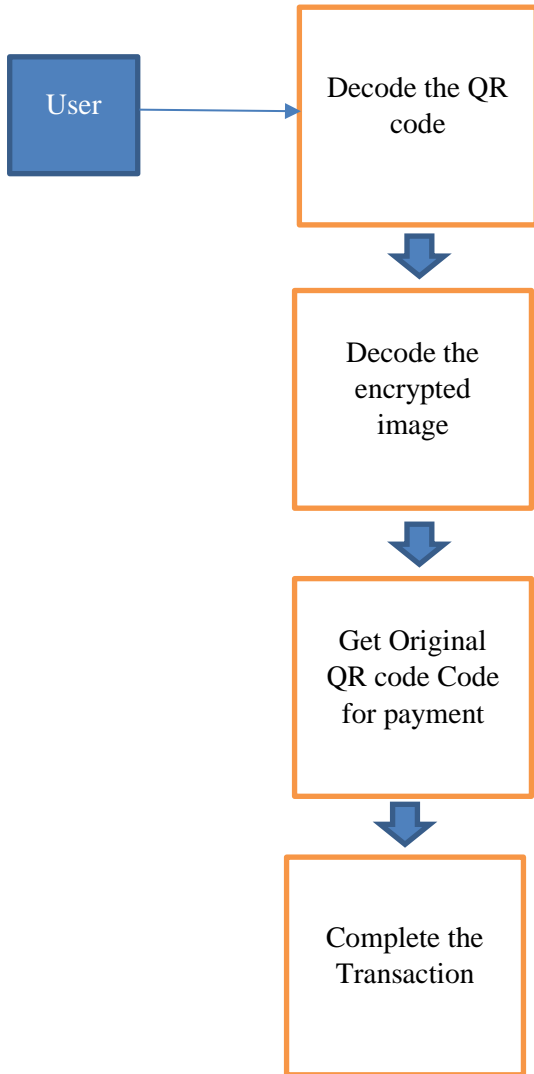 User
Decode the QR
code
Decode the
encrypted
image
Get Original
QR code Code
for payment
Complete the
Transaction